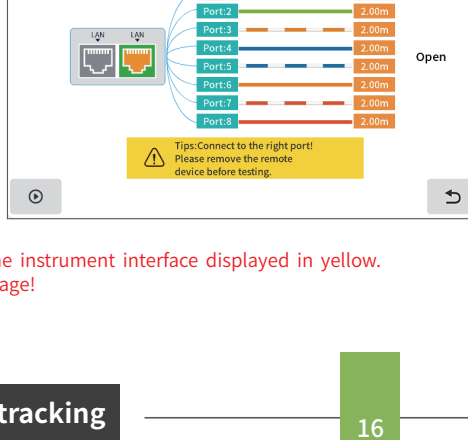 Port:2 2.00m
Port:3 2.00m
LAN LAN
Port:4 2.00m
Open
Port:5 2.00m
Port:6 2.00m
Port:7 2.00m
Port:8 2.00m
Tips:Connect to the right port!
Please remove the remote
device before testing.
instrument interface displayed in yellow.
age!
tracking
16